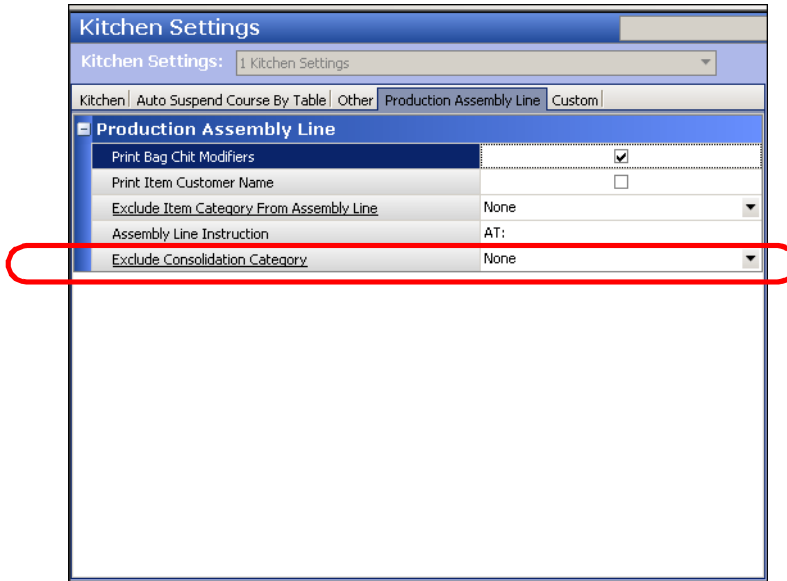 Kitchen Settings
Kitchen Settings: 1 Kitchen Settings
Kitchen Auto Suspend Course By Table Other Production Assembly Line Custom
Production Assembly Line
Print Bag Chit Modifiers
Print Item Customer Name
Exclude Item Category From Assembly Line None
Assembly Line Instruction AT:
Exclude Consolidation Category None